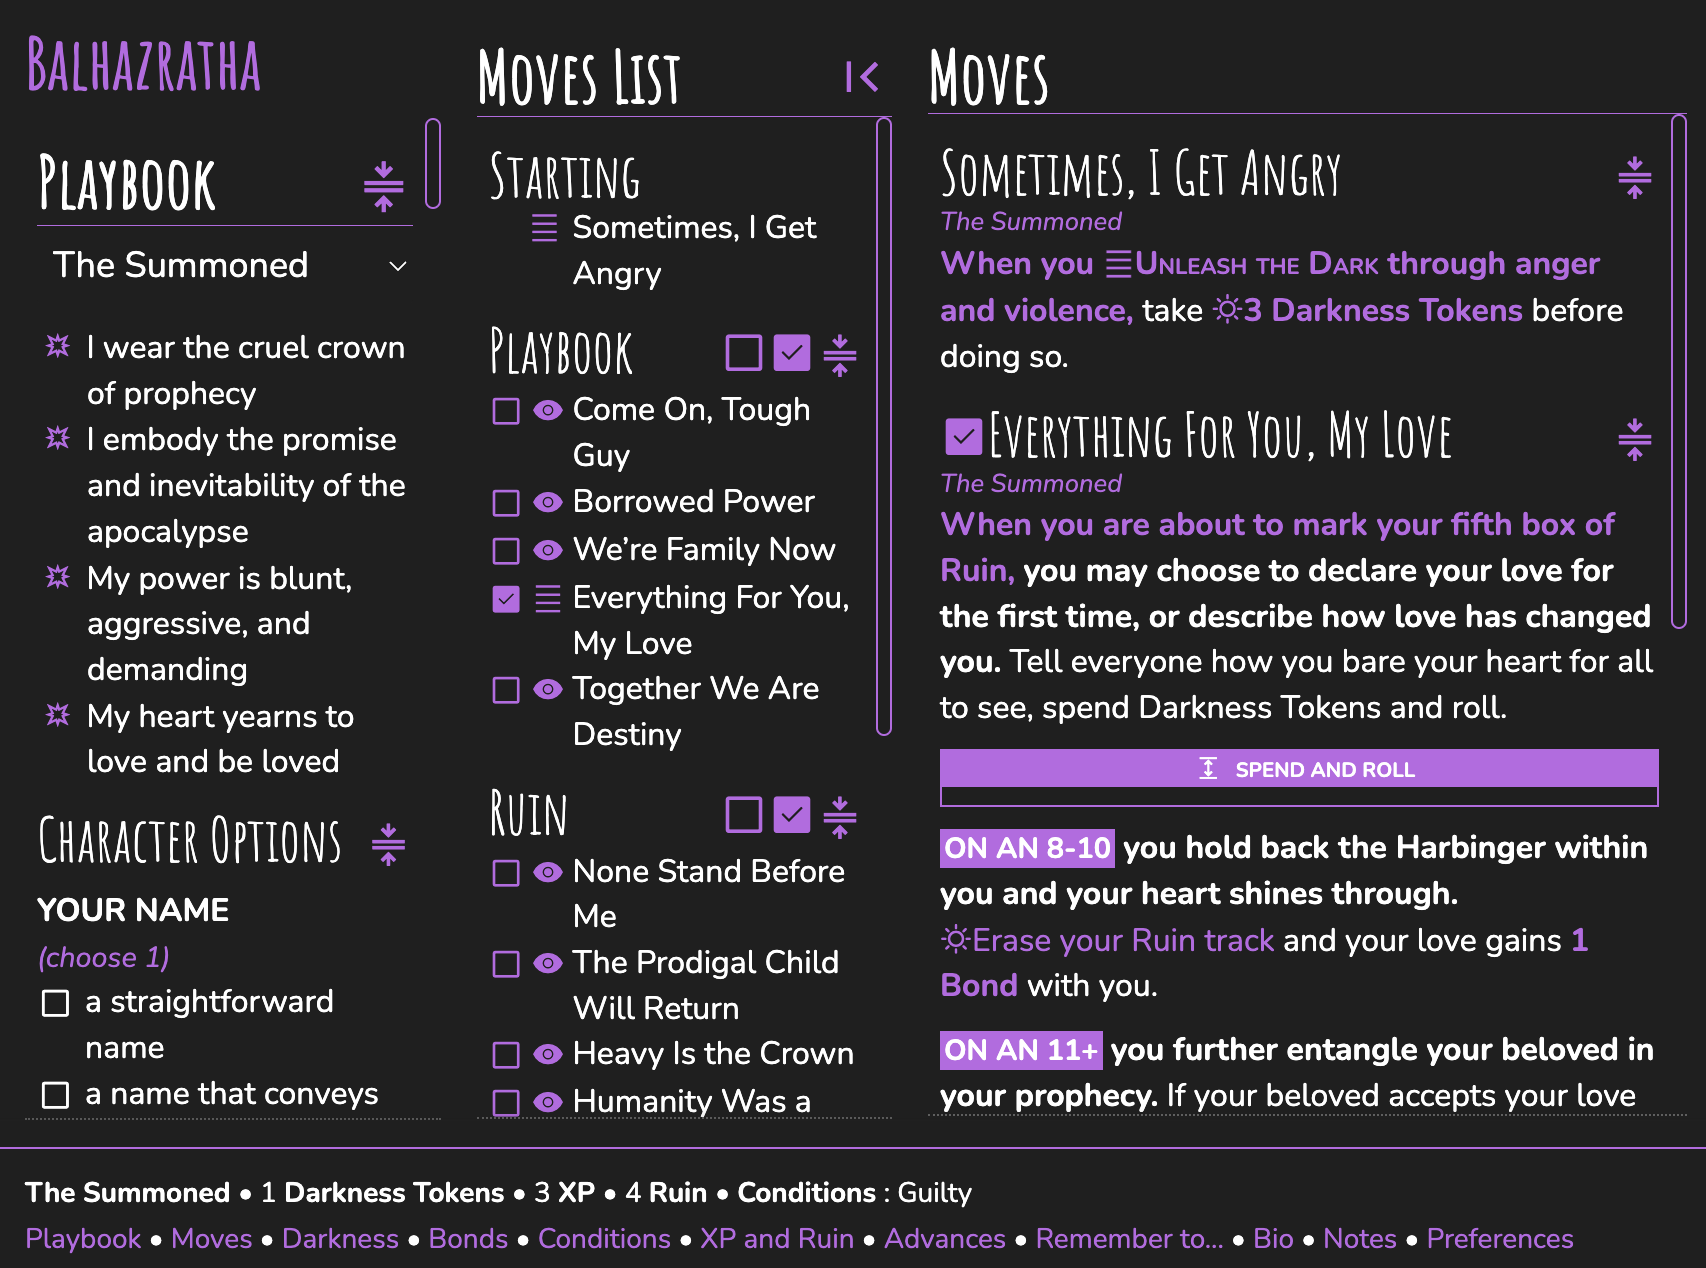 Balhazratha
Playbook
The Summoned
I wear the cruel crown
of prophecy
I embody the promise
and inevitability of the
apocalypse
My power is blunt,
aggressive, and
demanding
My heart yearns to
love and be loved
Character Options
YOUR NAME
(choose 1)
a straightforward
name
a name that conveys
Moves List
Starting
Sometimes, I Get
Angry
Playbook
Come On, Tough
Guy
Borrowed Power
We’re Family Now
Everything For You,
My Love
Together We Are
Destiny
Ruin
None Stand Before
Me
The Prodigal Child
Will Return
Heavy Is the Crown
Humanity Was a
Moves
Sometimes, I Get Angry
The Summoned
When you Unleash the Dark through anger
and violence, take 3 Darkness Tokens before
doing so.
Everything For You, My Love
The Summoned
When you are about to mark your fifth box of
Ruin, you may choose to declare your love for
the first time, or describe how love has changed
you. Tell everyone how you bare your heart for all
to see, spend Darkness Tokens and roll.
SPEND AND ROLL
ON AN 8-10 you hold back the Harbinger within
you and your heart shines through.
Erase your Ruin track and your love gains 1
Bond with you.
ON AN 11+ you further entangle your beloved in
your prophecy. If your beloved accepts your love
The Summoned • 1 Darkness Tokens • 3 XP • 4 Ruin • Conditions : Guilty
Playbook • Moves • Darkness • Bonds • Conditions • XP and Ruin • Advances • Remember to... • Bio • Notes • Preferences